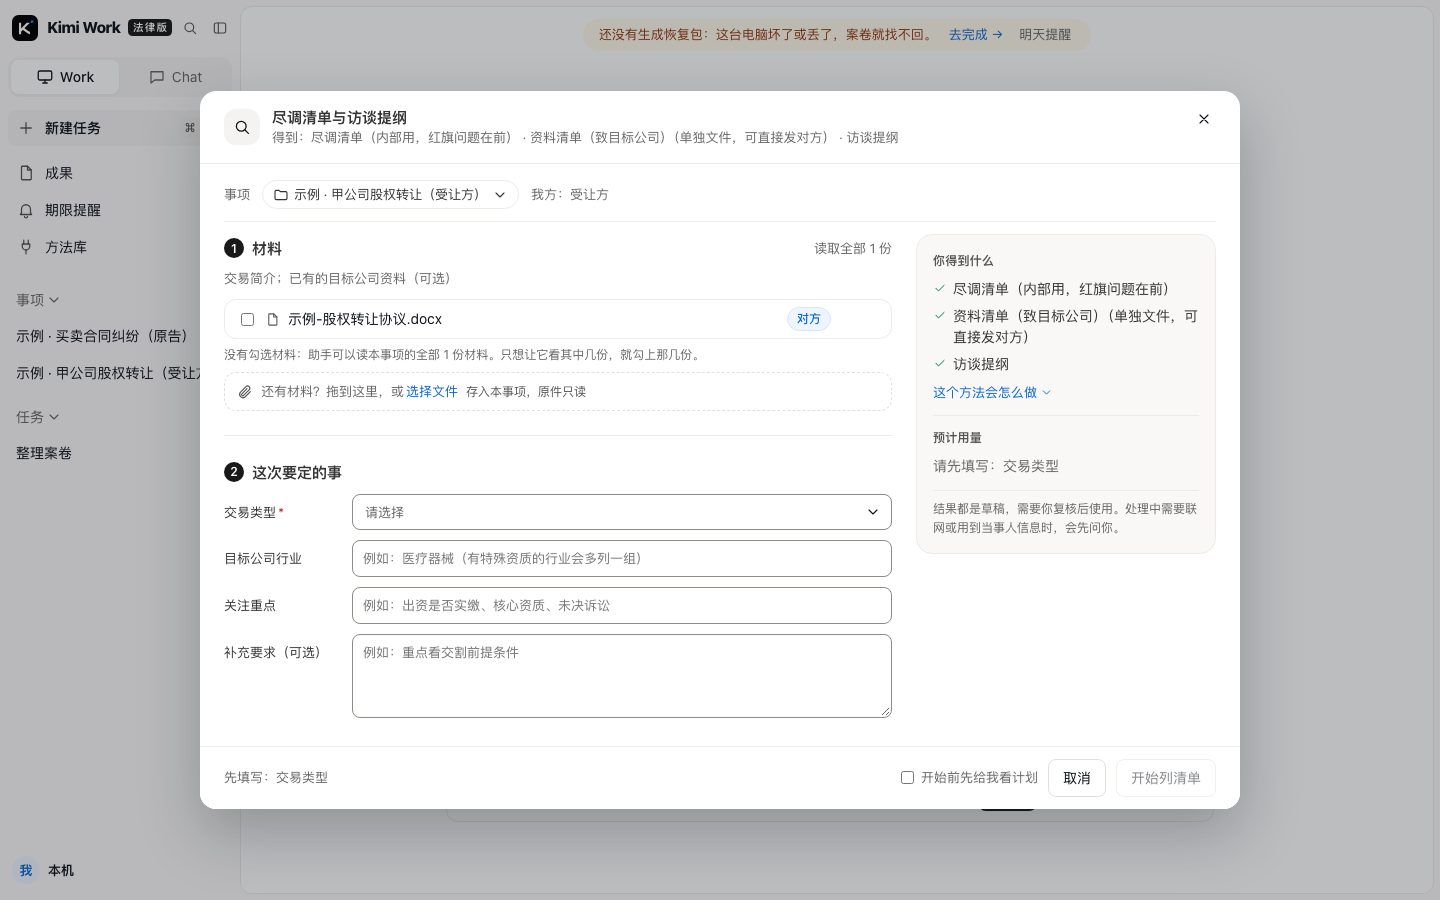 Kimi Work 法律版
Work
Chat
新建任务
⌘
成果
期限提醒
方法库
事项
示例 · 买卖合同纠纷（原告）
示例 · 甲公司股权转让（受让方
任务
整理案卷
我 本机
还没有生成恢复包：这台电脑坏了或丢了，案卷就找不回。 去完成 → 明天提醒
尽调清单与访谈提纲
得到：尽调清单（内部用，红旗问题在前） · 资料清单（致目标公司）（单独文件，可直接发对方） · 访谈提纲
事项 示例 · 甲公司股权转让（受让方） 我方：受让方
1 材料 读取全部 1 份
交易简介；已有的目标公司资料（可选）
示例-股权转让协议.docx 对方
没有勾选材料：助手可以读本事项的全部 1 份材料。只想让它看其中几份，就勾上那几份。
还有材料？拖到这里，或 选择文件 存入本事项，原件只读
2 这次要定的事
交易类型* 请选择
目标公司行业 例如：医疗器械（有特殊资质的行业会多列一组）
关注重点 例如：出资是否实缴、核心资质、未决诉讼
补充要求（可选） 例如：重点看交割前提条件
你得到什么
尽调清单（内部用，红旗问题在前）
资料清单（致目标公司）（单独文件，可
直接发对方）
访谈提纲
这个方法会怎么做
预计用量
请先填写：交易类型
结果都是草稿，需要你复核后使用。处理中需要联
网或用到当事人信息时，会先问你。
先填写：交易类型 开始前先给我看计划 取消 开始列清单